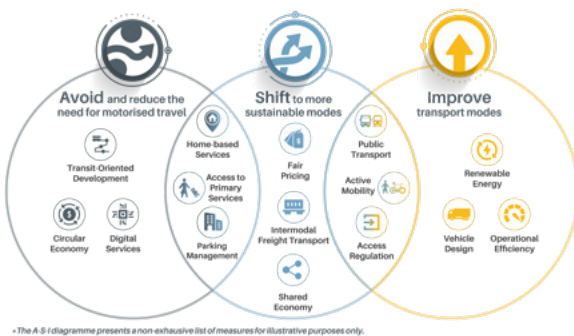 Avoid and reduce the
need for motorised travel
Shift to more
sustainable modes
Improve
transport modes
Transit-Oriented
Development
Circular
Economy
Digital
Services
Home-based
Services
Access to
Primary
Services
Parking
Management
Fair
Pricing
Intermodal
Freight Transport
Shared
Economy
Public
Transport
Active
Mobility
Access
Regulation
Renewable
Energy
Vehicle
Design
Operational
Efficiency
*The A-S-I diagramme presents a non-exhausive list of measures for illustrative purposes only.